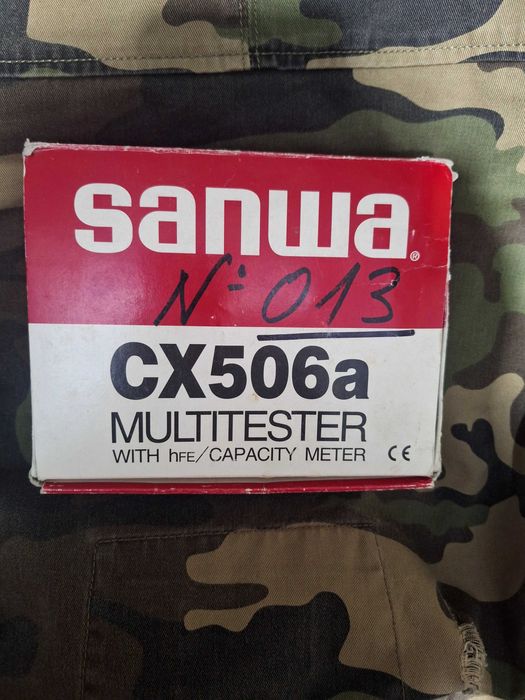 sanwa®
N: 013
CX506a
MULTITESTER
WITH hFE/CAPACITY METER CE